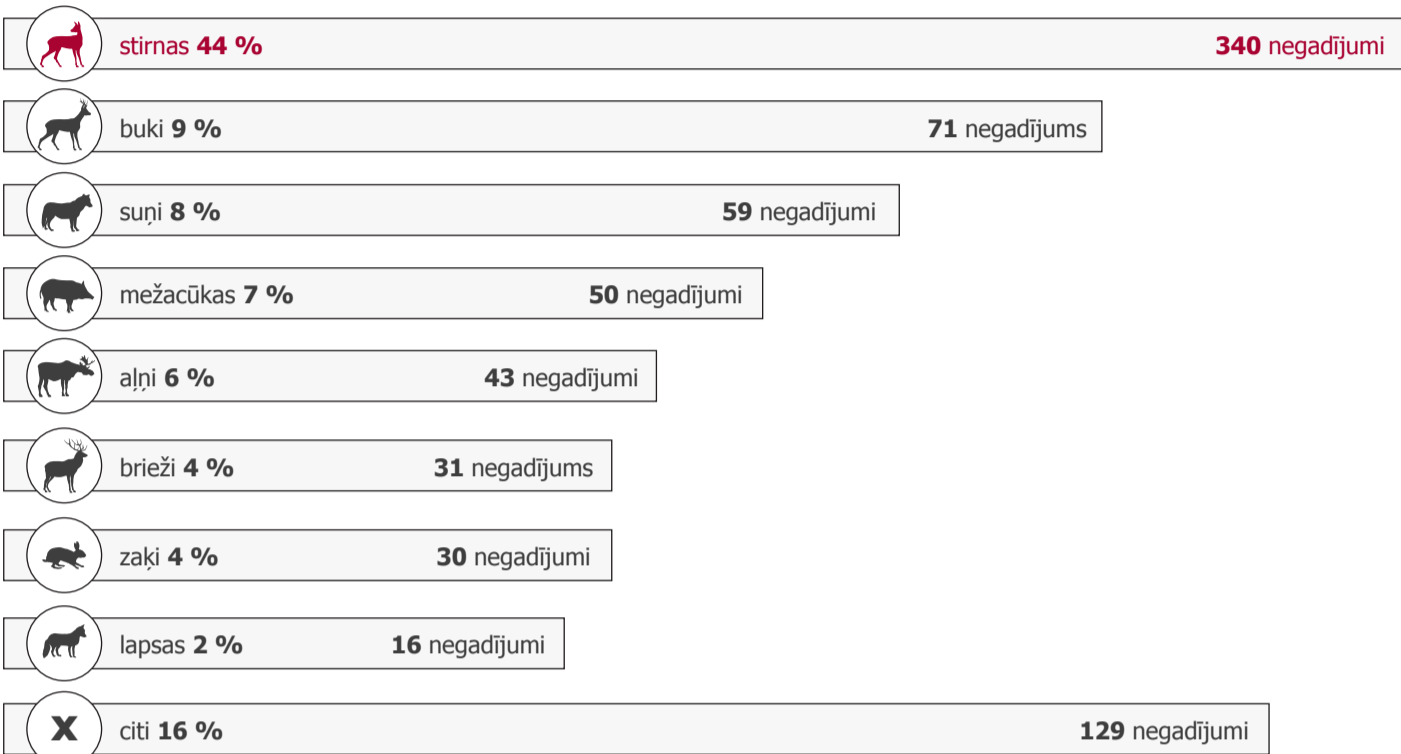 stirnas 44 % 340 negadījumi
buki 9 % 71 negadījums
suņi 8 % 59 negadījumi
mežacūkas 7 % 50 negadījumi
aļņi 6 % 43 negadījumi
brieži 4 % 31 negadījums
zaķi 4 % 30 negadījumi
lapsas 2 % 16 negadījumi
X citi 16 % 129 negadījumi